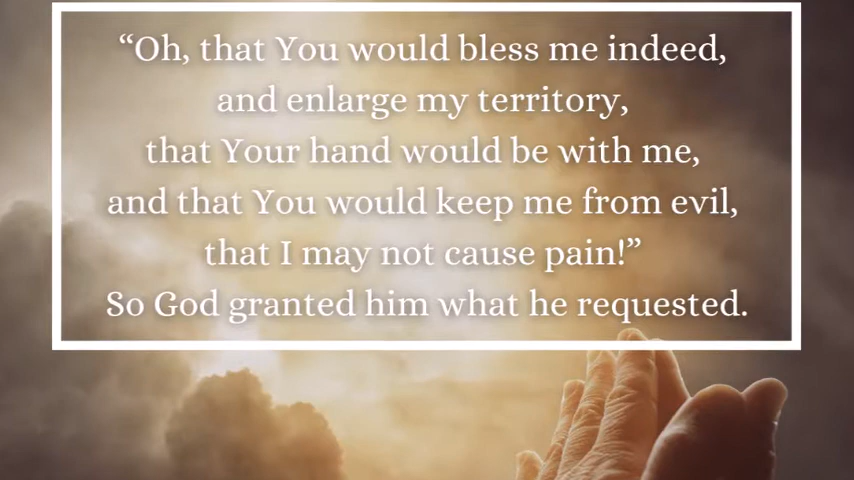 “Oh, that You would bless me indeed,
and enlarge my territory,
that Your hand would be with me,
and that You would keep me from evil,
that I may not cause pain!”
So God granted him what he requested.